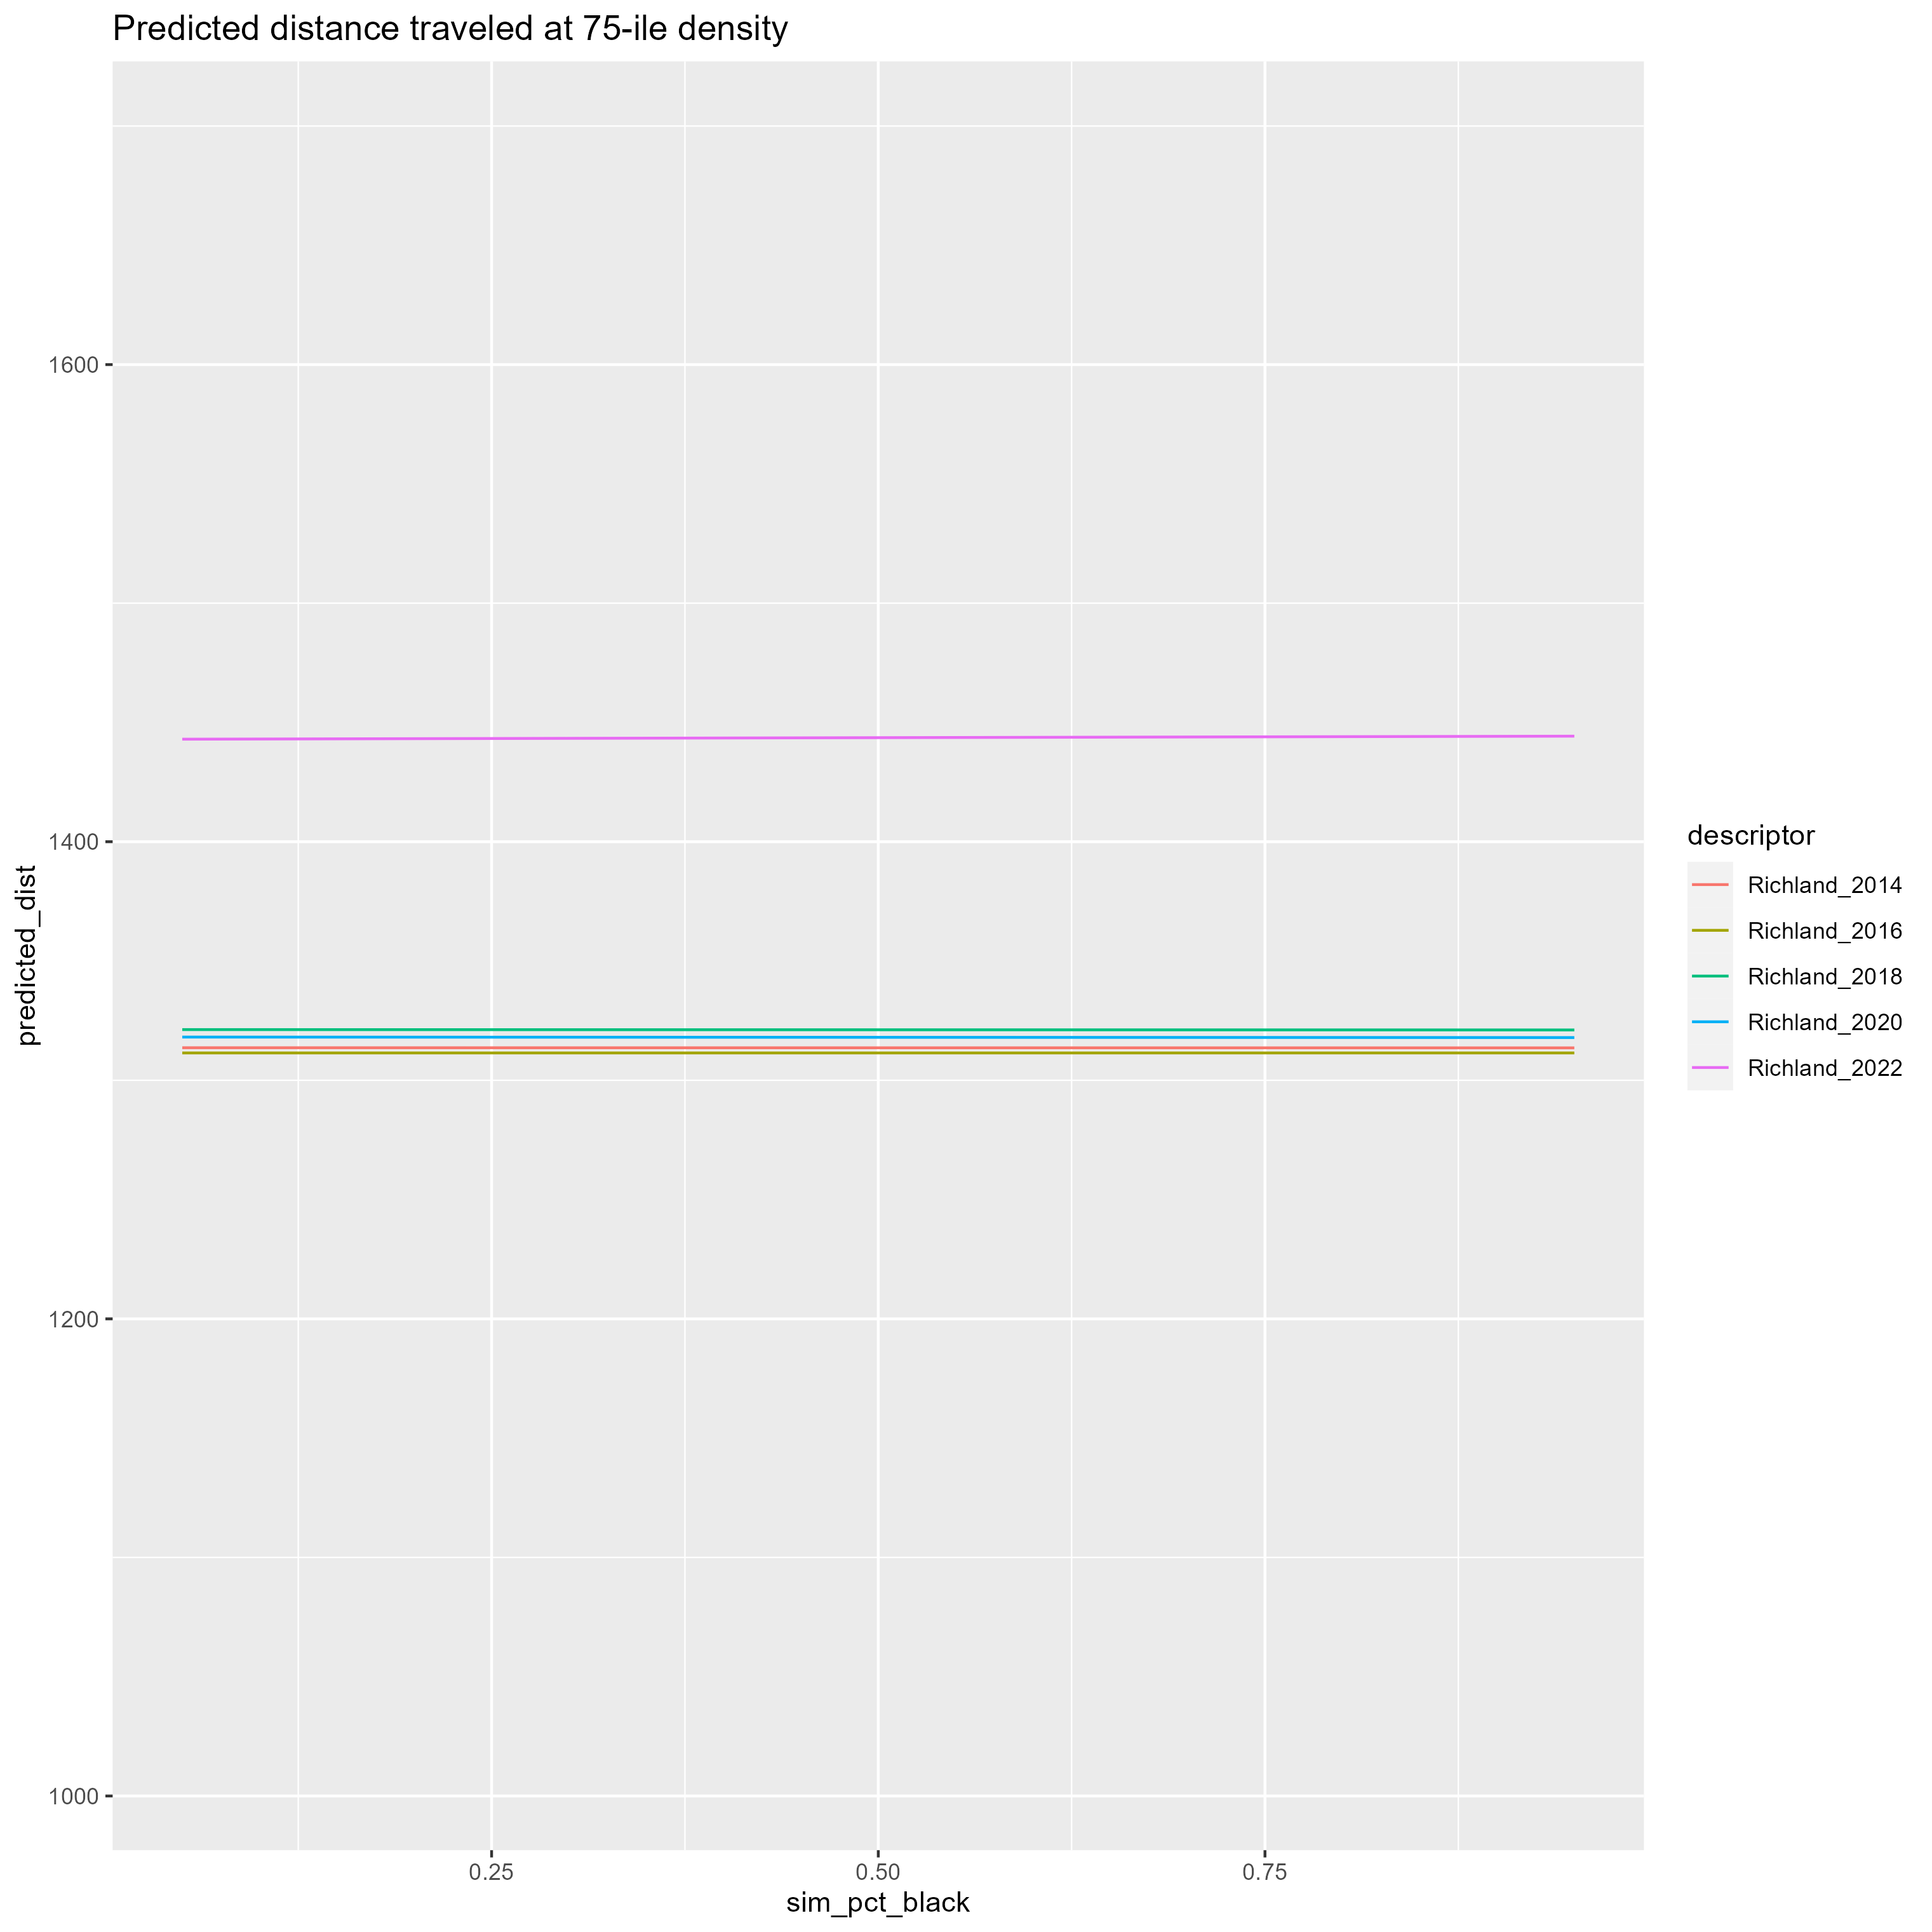 Predicted distance traveled at 75-ile density
1600
1400
1200
1000
predicted_dist
0.25 0.50 0.75
sim_pct_black
descriptor
Richland_2014
Richland_2016
Richland_2018
Richland_2020
Richland_2022